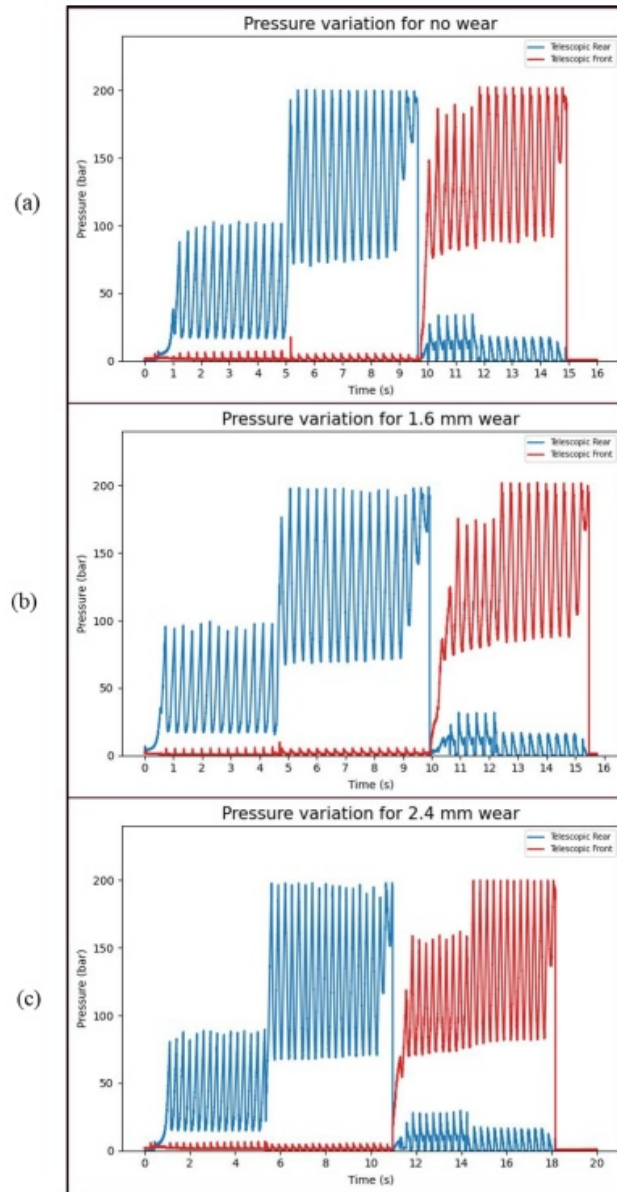 (a)
Pressure variation for no wear
Telescopic Rear
Telescopic Front
Pressure (bar)
200
150
100
50
0
0 1 2 3 4 5 6 7 8 9 10 11 12 13 14 15 16
Time (s)
(b)
Pressure variation for 1.6 mm wear
Telescopic Rear
Telescopic Front
Pressure (bar)
200
150
100
50
0
0 1 2 3 4 5 6 7 8 9 10 11 12 13 14 15 16
Time (s)
(c)
Pressure variation for 2.4 mm wear
Telescopic Rear
Telescopic Front
Pressure (bar)
200
150
100
50
0
0 2 4 6 8 10 12 14 16 18 20
Time (s)